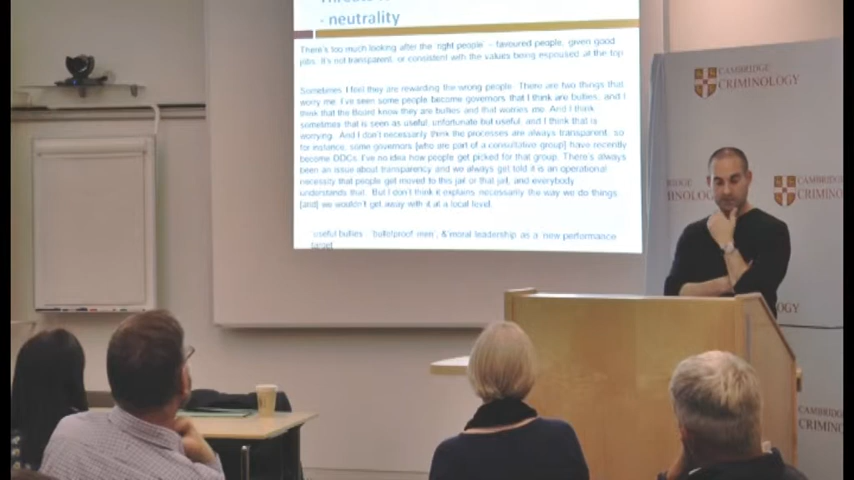 - neutrality
There's too much looking after the 'right people' – favoured people, given good
jobs. It's not transparent, or consistent with the values being espoused at the top
Sometimes I feel they are rewarding the wrong people. There are two things that
worry me. I've seen some people become governors that I think are bullies, and I
think that the Board know they are bullies and that worries me. And I think
sometimes that is seen as useful, unfortunate but useful, and I think that is
worrying. And I don't necessarily think the processes are always transparent, so
for instance, some governors [who are part of a consultative group] have recently
become DDCs. I've no idea how people get picked for that group. There's always
been an issue about transparency and we always get told it is an operational
necessity that people get moved to this jail or that jail, and everybody
understands that. But I don't think it explains necessarily the way we do things
[and] we wouldn't get away with it at a local level.
'useful bullies' 'bulletproof men', & 'moral leadership as a 'new performance
target'
CAMBRIDGE
CRIMINOLOGY
CAMBRIDGE
CRIMINO
CAMBRIDGE
CRIMINO